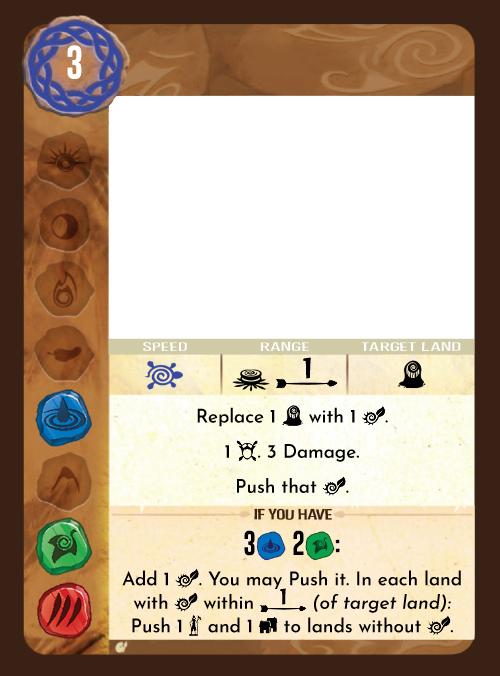 3
SPEED RANGE TARGET LAND
1
Replace 1 with 1 .
1 . 3 Damage.
Push that .
IF YOU HAVE
3 2 :
Add 1 . You may Push it. In each land
with within 1 (of target land):
Push 1 and 1 to lands without .